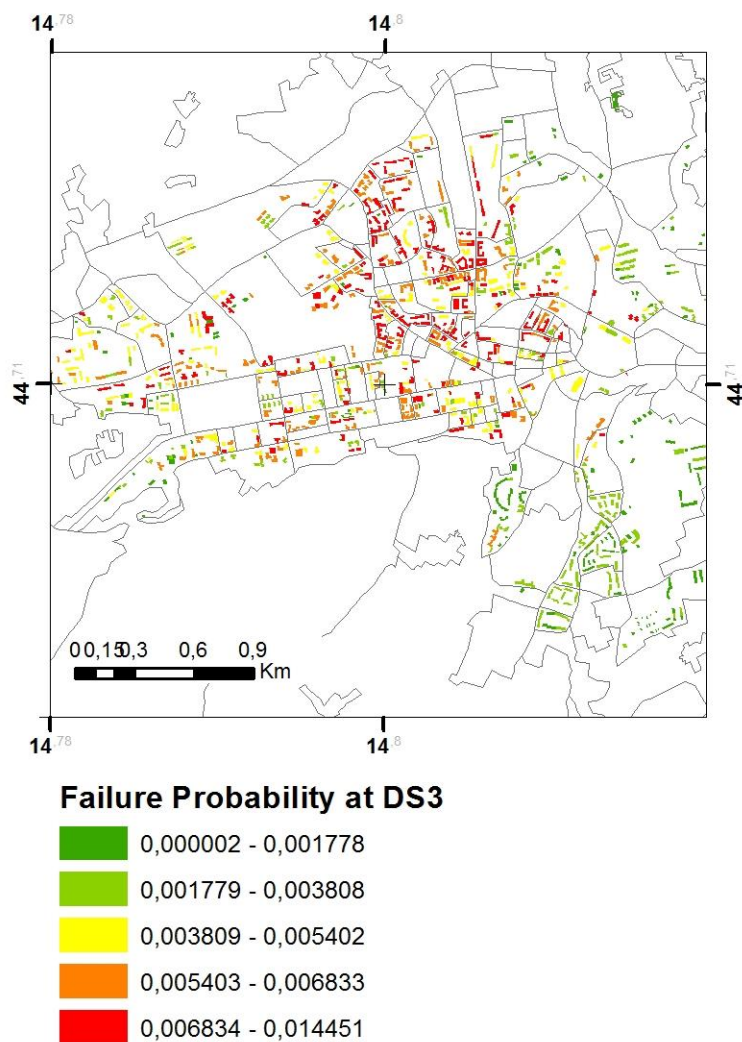 14,78 14,8
44,71 44,71
0 0,15 0,3 0,6 0,9
Km
14,78 14,8
Failure Probability at DS3
0,000002 - 0,001778
0,001779 - 0,003808
0,003809 - 0,005402
0,005403 - 0,006833
0,006834 - 0,014451